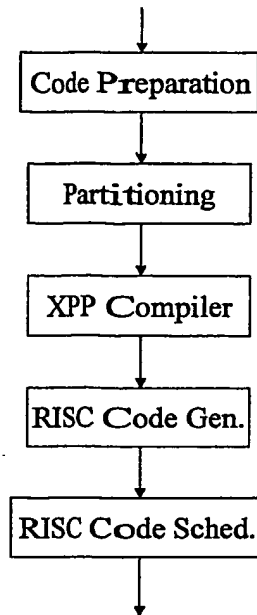 Code Preparation
Partitioning
XPP Compiler
RISC Code Gen.
RISC Code Sched.